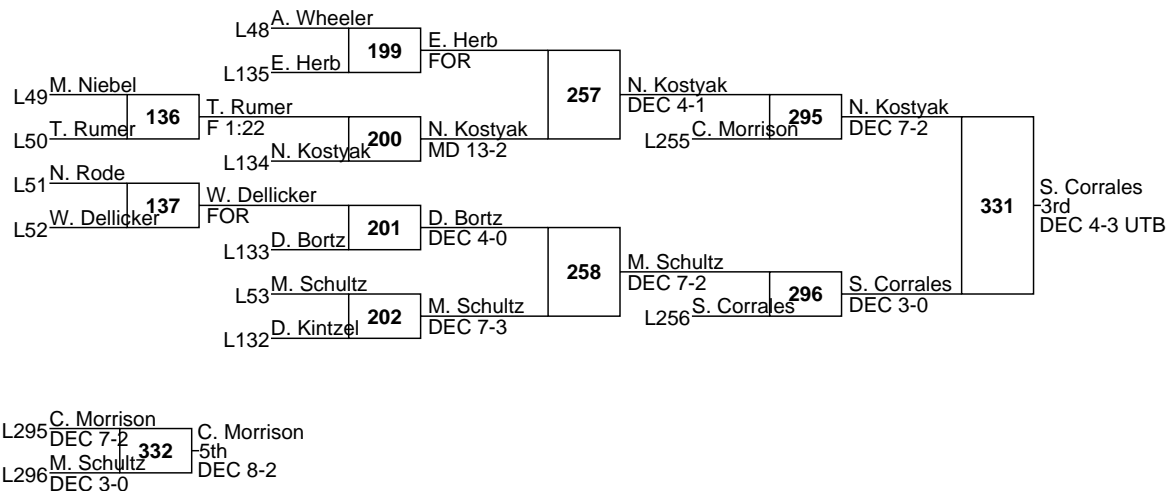 L48 A. Wheeler
199
E. Herb
FOR
L135 E. Herb
257
N. Kostyak
DEC 4-1
L49 M. Niebel
136
T. Rumer
F 1:22
L50 T. Rumer
200
N. Kostyak
MD 13-2
L134 N. Kostyak
295
N. Kostyak
DEC 7-2
L255 C. Morrison
L51 N. Rode
137
W. Dellicker
FOR
L52 W. Dellicker
201
D. Bortz
DEC 4-0
L133 D. Bortz
331
S. Corrales
3rd
DEC 4-3 UTB
258
M. Schultz
DEC 7-2
L53 M. Schultz
202
M. Schultz
DEC 7-3
L132 D. Kintzel
296
S. Corrales
DEC 3-0
L256 S. Corrales
L295 C. Morrison
DEC 7-2
332
C. Morrison
5th
DEC 8-2
L296 M. Schultz
DEC 3-0